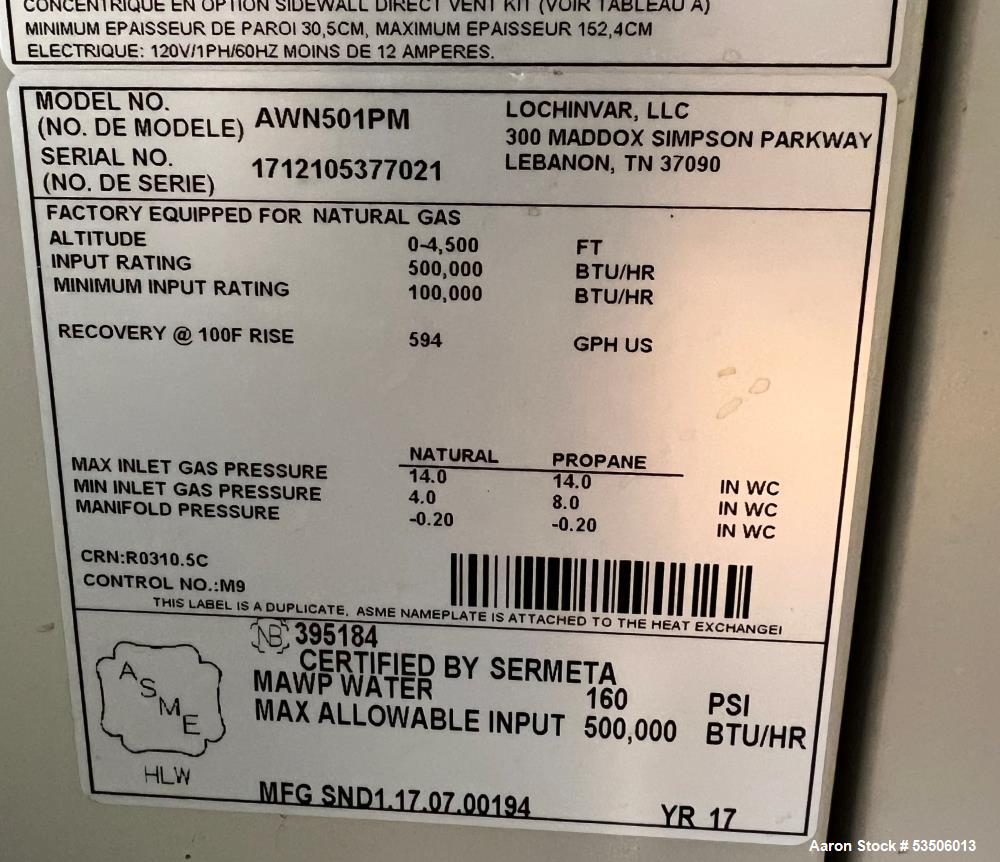 CONCENTRIQUE EN OPTION SIDEWALL DIRECT VENT KIT (VOIR TABLEAU A)
MINIMUM EPAISSEUR DE PAROI 30,5CM, MAXIMUM EPAISSEUR 152,4CM
ELECTRIQUE: 120V/1PH/60HZ MOINS DE 12 AMPERES.
MODEL NO.
(NO. DE MODELE) AWN501PM
SERIAL NO.
(NO. DE SERIE) 1712105377021
LOCHINVAR, LLC
300 MADDOX SIMPSON PARKWAY
LEBANON, TN 37090
FACTORY EQUIPPED FOR NATURAL GAS
ALTITUDE 0-4,500 FT
INPUT RATING 500,000 BTU/HR
MINIMUM INPUT RATING 100,000 BTU/HR
RECOVERY @ 100F RISE 594 GPH US
NATURAL PROPANE
MAX INLET GAS PRESSURE 14.0 14.0 IN WC
MIN INLET GAS PRESSURE 4.0 8.0 IN WC
MANIFOLD PRESSURE -0.20 -0.20 IN WC
CRN:R0310.5C
CONTROL NO.:M9
THIS LABEL IS A DUPLICATE, ASME NAMEPLATE IS ATTACHED TO THE HEAT EXCHANGEI
NB 395184
CERTIFIED BY SERMETA
MAWP WATER 160 PSI
MAX ALLOWABLE INPUT 500,000 BTU/HR
ASME
HLW
MFG SND1.17.07.00194 YR 17
Aaron Stock # 53506013